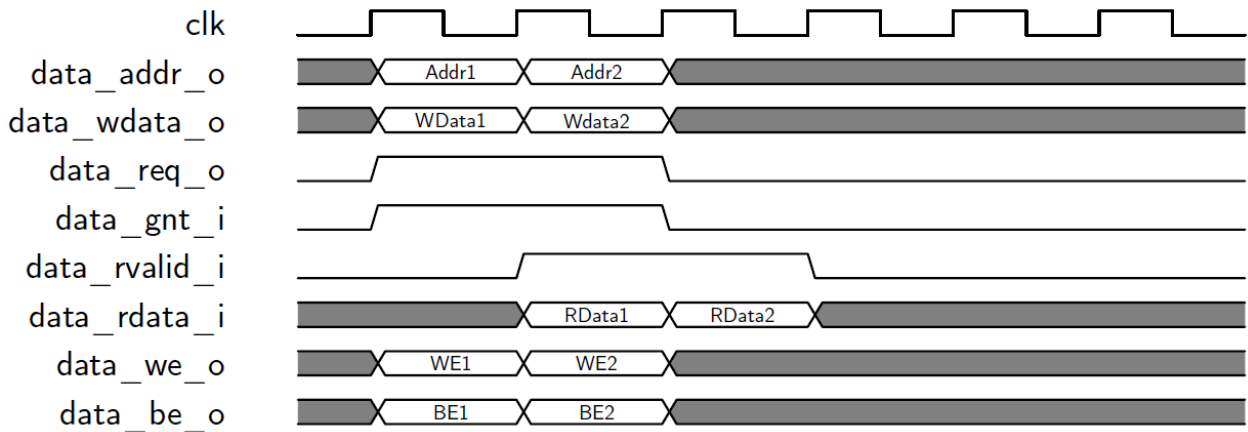 clk
data_addr_o Addr1 Addr2
data_wdata_o WData1 Wdata2
data_req_o
data_gnt_i
data_rvalid_i
data_rdata_i RData1 RData2
data_we_o WE1 WE2
data_be_o BE1 BE2